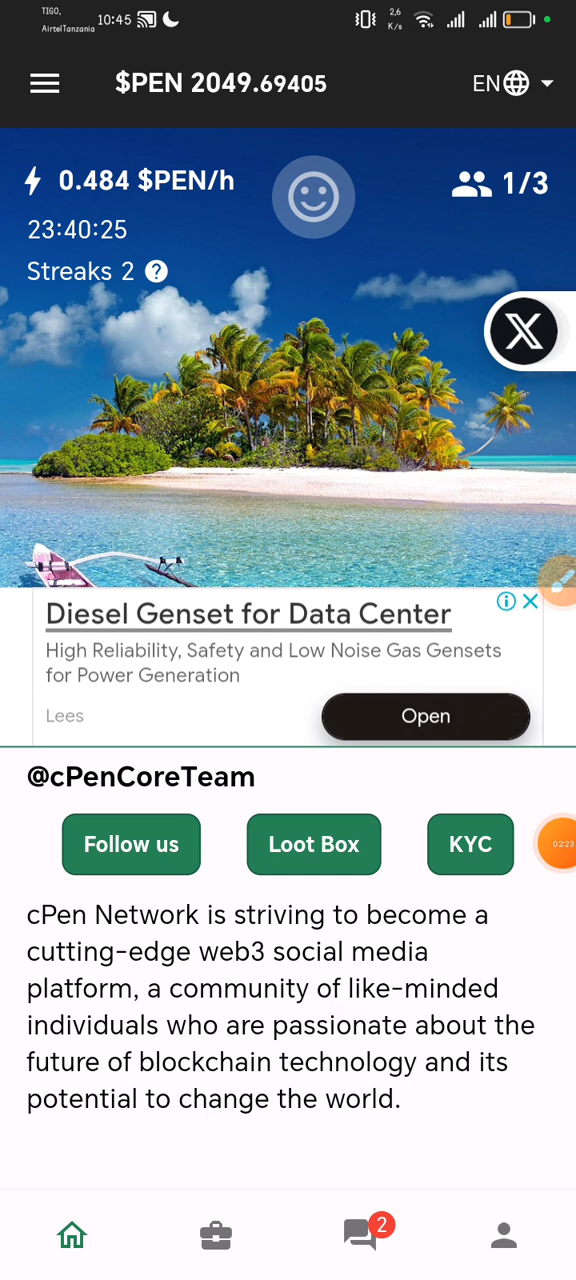 TIGO,
AirtelTanzania 10:45 2,6
K/s
$PEN 2049.69405 EN
0.484 $PEN/h 1/3
23:40:25
Streaks 2 ?
X
Diesel Genset for Data Center
High Reliability, Safety and Low Noise Gas Gensets
for Power Generation
Lees Open
@cPenCoreTeam
Follow us Loot Box KYC 02:23
cPen Network is striving to become a
cutting-edge web3 social media
platform, a community of like-minded
individuals who are passionate about the
future of blockchain technology and its
potential to change the world.
2